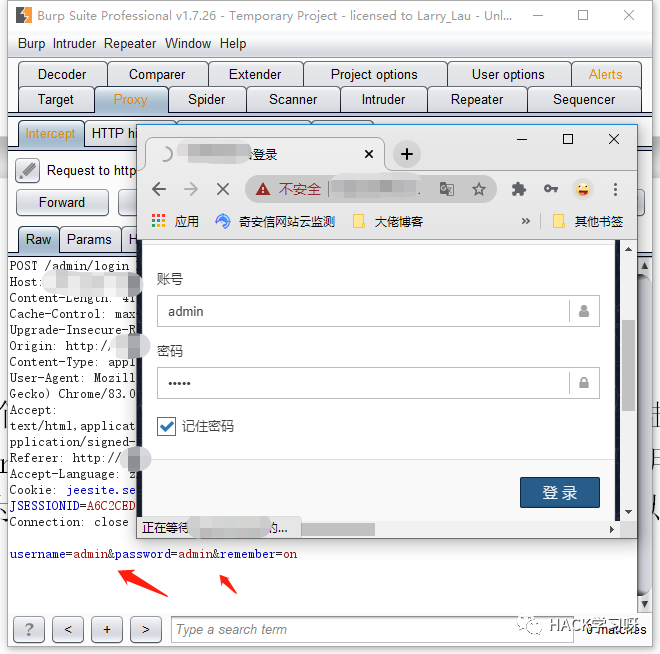 Burp Suite Professional v1.7.26 - Temporary Project - licensed to Larry_Lau - Unl...
Burp Intruder Repeater Window Help
Decoder Comparer Extender Project options User options Alerts
Target Proxy Spider Scanner Intruder Repeater Sequencer
Intercept HTTP hi
登录
Request to http
不安全
Forward
应用 奇安信网站云监测 大佬博客 » 其他书签
Raw Params H
POST /admin/login
Host:
账号
Content-Length: 41
Cache-Control: max
admin
Upgrade-Insecure-R
Origin: http:/
密码
Content-Type: appl
User-Agent: Mozill
•••••
Gecko) Chrome/83.0
Accept:
text/html,applicat
记住密码
pplication/signed-
Referer: http:/
Accept-Language: z
Cookie: jeesite.se
登 录
JSESSIONID=A6C2CBD
Connection: close
正在等待 的...
username=admin&password=admin&remember=on
? < + > Type a search term 0 matches
HACK学习呀